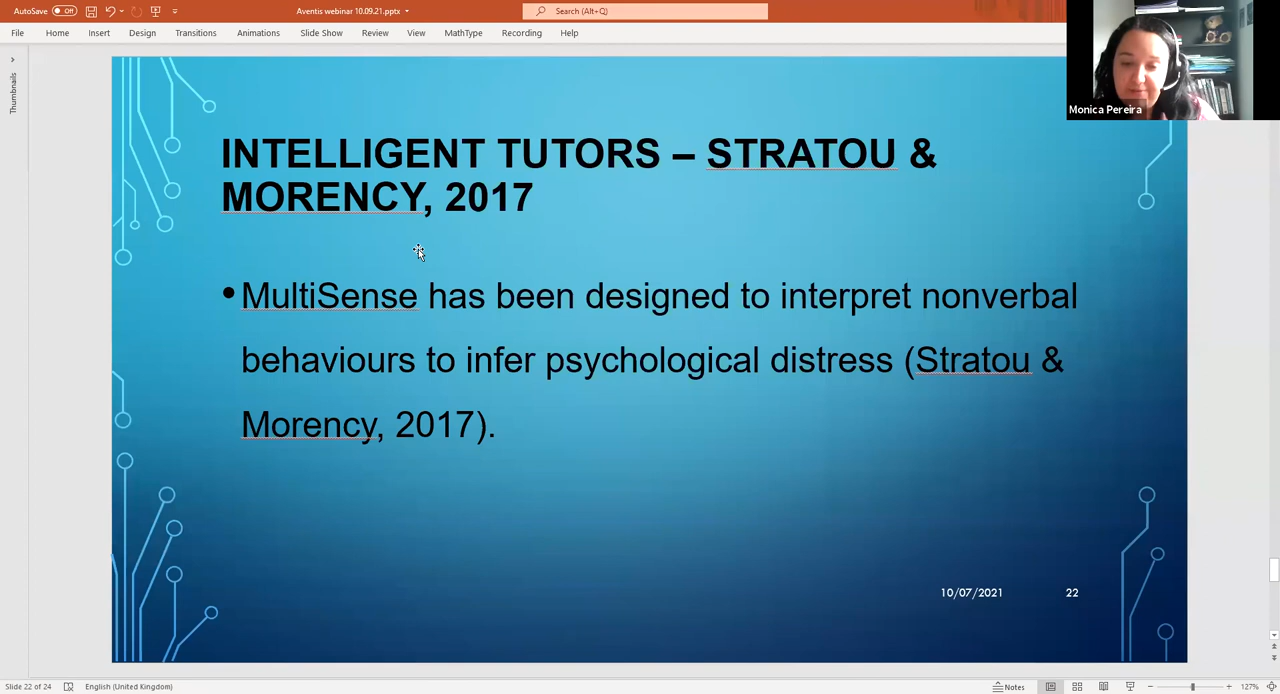 AutoSave Off Aventis webinar 10.09.21.pptx Search (Alt+Q)
File Home Insert Design Transitions Animations Slide Show Review View MathType Recording Help
Thumbnails
Monica Pereira
INTELLIGENT TUTORS – STRATOU &
MORENCY, 2017
•MultiSense has been designed to interpret nonverbal
behaviours to infer psychological distress (Stratou &
Morency, 2017).
10/07/2021 22
Slide 22 of 24 English (United Kingdom) Notes 127%